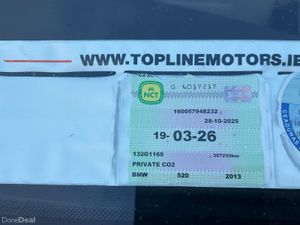 WWW.TOPLINEMOTORS.IE
NCT
160057648232
28-10-2025
19-03-26
132G1168
397259km
PRIVATE CO2
BMW 520 2013
DoneDeal